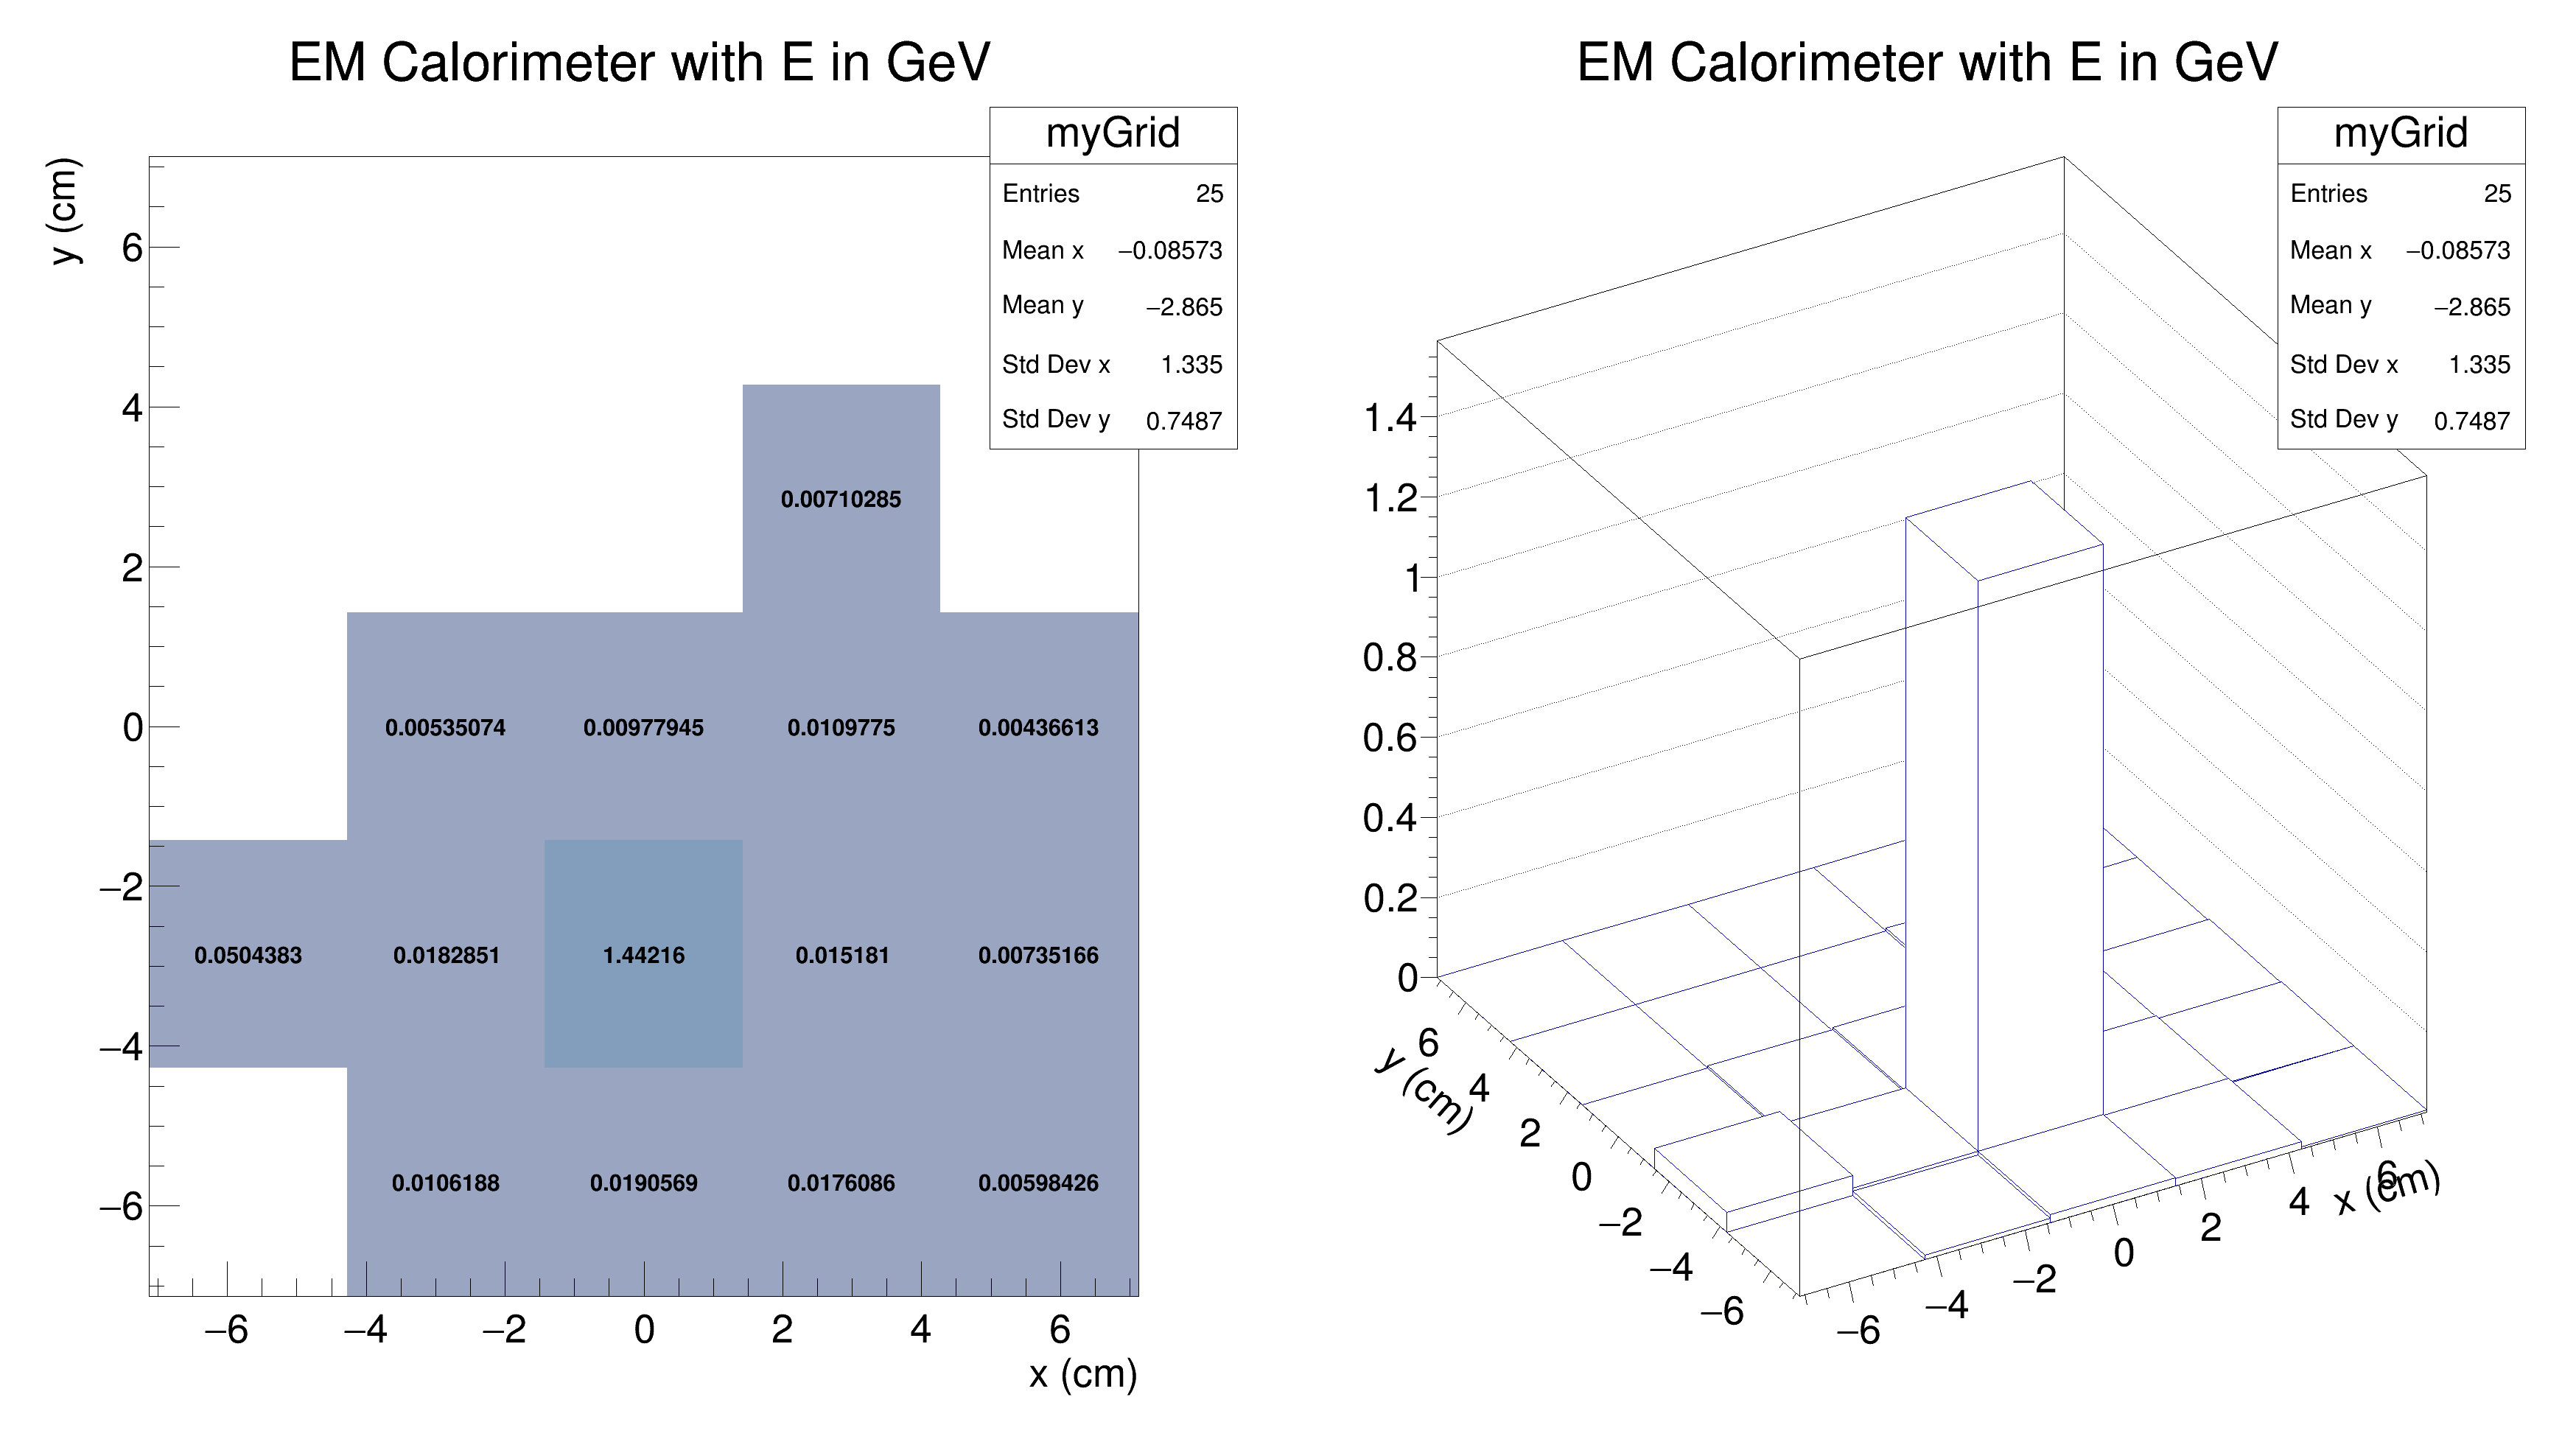 EM Calorimeter with E in GeV
myGrid
Entries 25
Mean x −0.08573
Mean y −2.865
Std Dev x 1.335
Std Dev y 0.7487
y (cm)
6
4
2
0
−2
−4
−6
0.00710285
0.00535074 0.00977945 0.0109775 0.00436613
0.0504383 0.0182851 1.44216 0.015181 0.00735166
0.0106188 0.0190569 0.0176086 0.00598426
−6 −4 −2 0 2 4 6
x (cm)
EM Calorimeter with E in GeV
myGrid
Entries 25
Mean x −0.08573
Mean y −2.865
Std Dev x 1.335
Std Dev y 0.7487
1.4
1.2
1
0.8
0.6
0.4
0.2
0
y (cm)
6
4
2
0
−2
−4
−6
−6 −4 −2 0 2 4 6
x (cm)